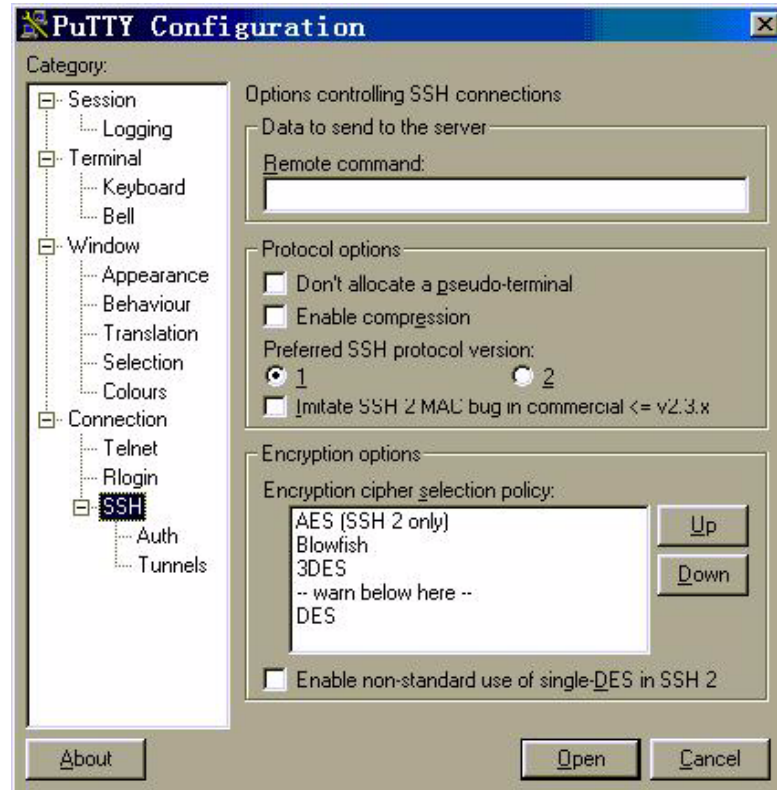 PuTTY Configuration
Category:
Session
Logging
Terminal
Keyboard
Bell
Window
Appearance
Behaviour
Translation
Selection
Colours
Connection
Telnet
Rlogin
SSH
Auth
Tunnels
Options controlling SSH connections
Data to send to the server
Remote command:
Protocol options
Don't allocate a pseudo-terminal
Enable compression
Preferred SSH protocol version:
1 2
Imitate SSH 2 MAC bug in commercial <= v2.3.x
Encryption options
Encryption cipher selection policy:
AES (SSH 2 only)
Blowfish
3DES
-- warn below here --
DES
Up
Down
Enable non-standard use of single-DES in SSH 2
About
Open
Cancel